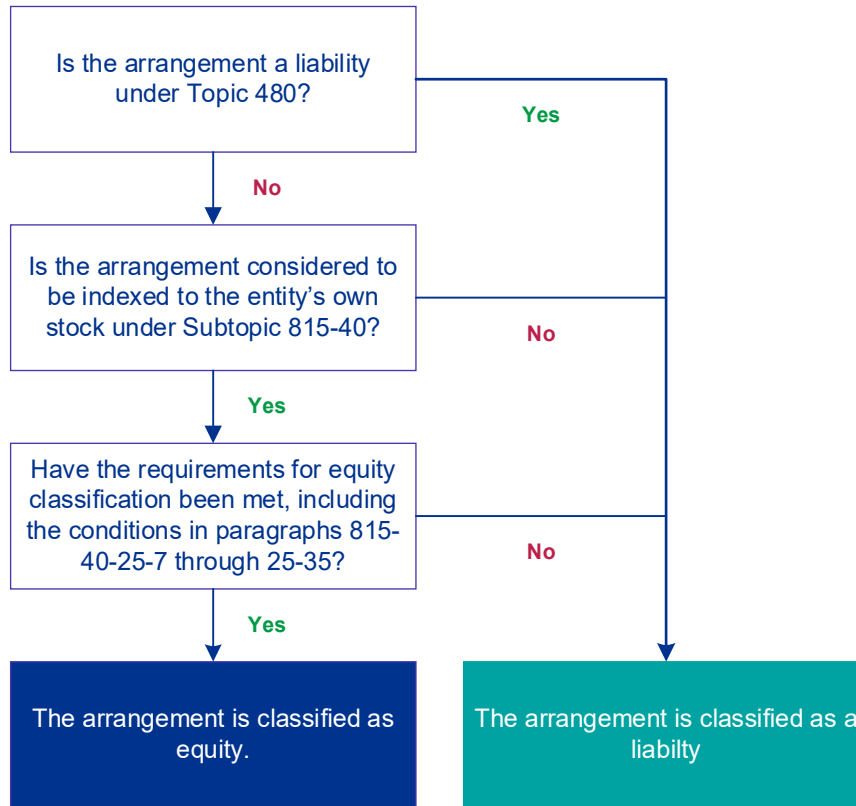 Is the arrangement a liability
under Topic 480?
Yes
No
Is the arrangement considered to
be indexed to the entity’s own
stock under Subtopic 815-40?
No
Yes
Have the requirements for equity
classification been met, including
the conditions in paragraphs 815-
40-25-7 through 25-35?
No
Yes
The arrangement is classified as
equity.
The arrangement is classified as a
liabilty